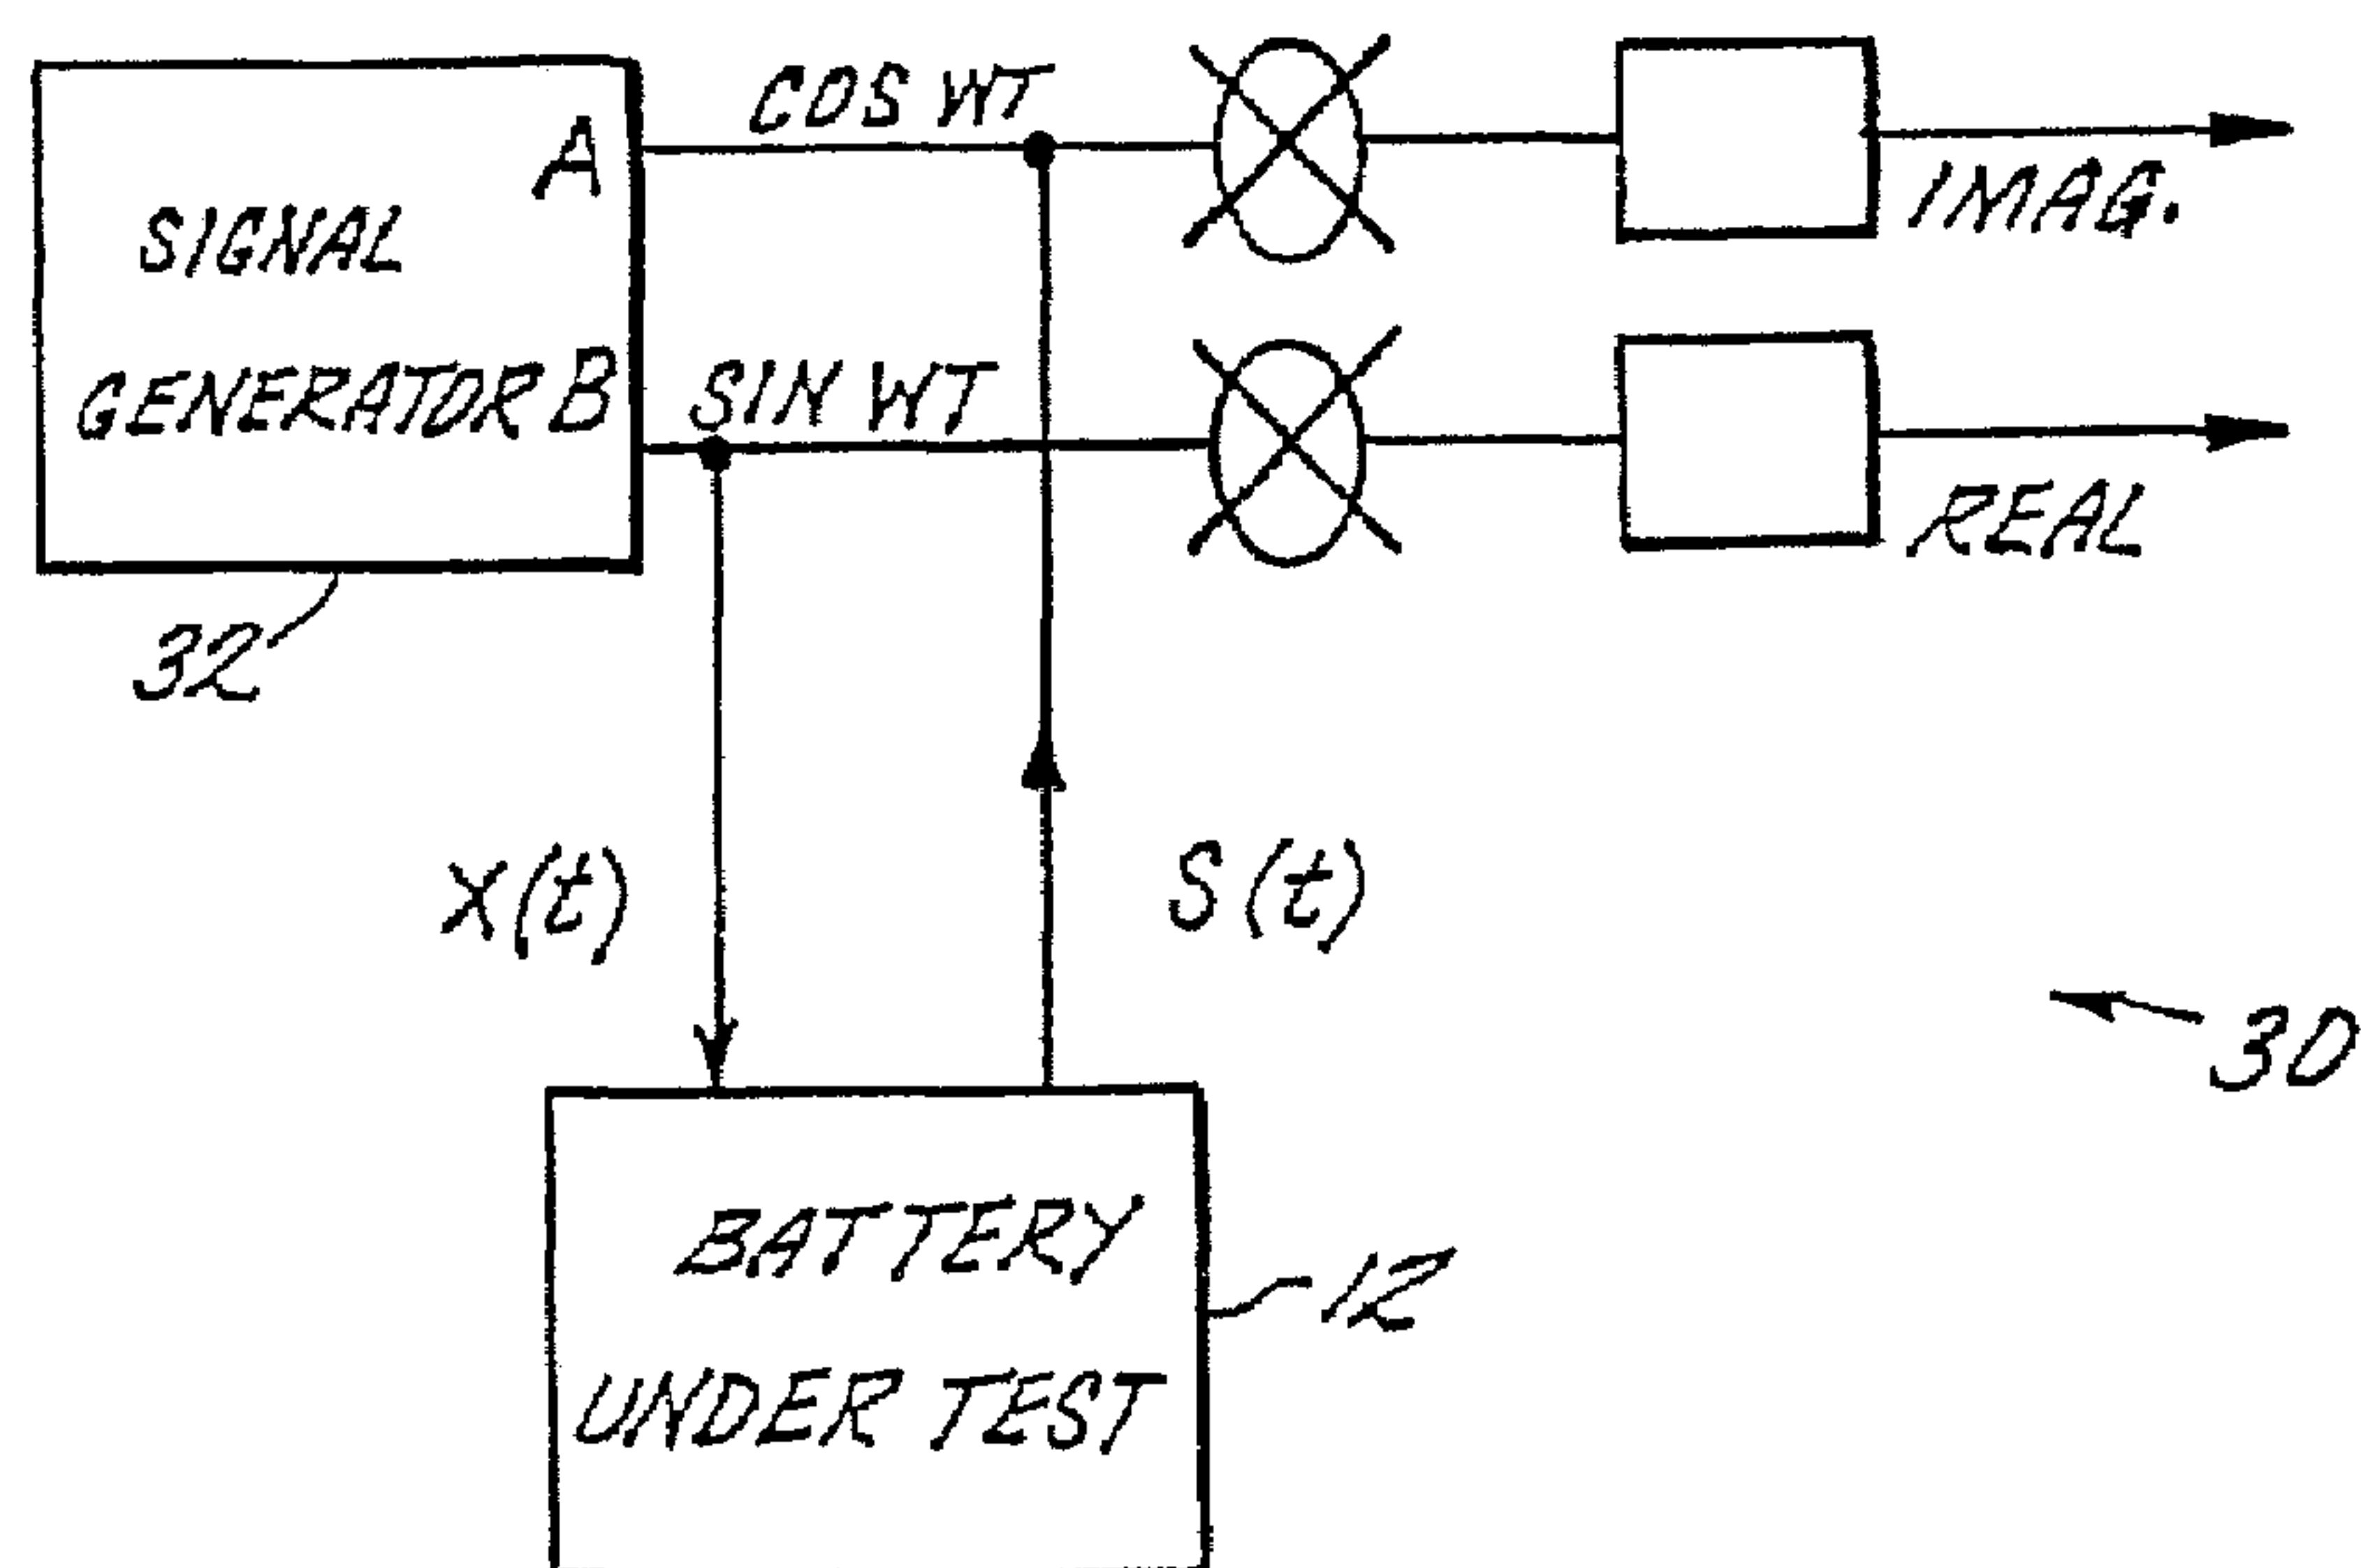 COS WT
A
SIGNAL
GENERATOR B
SIN WT
IMAG.
REAL
32
X(t)
S(t)
30
BATTERY
UNDER TEST
12